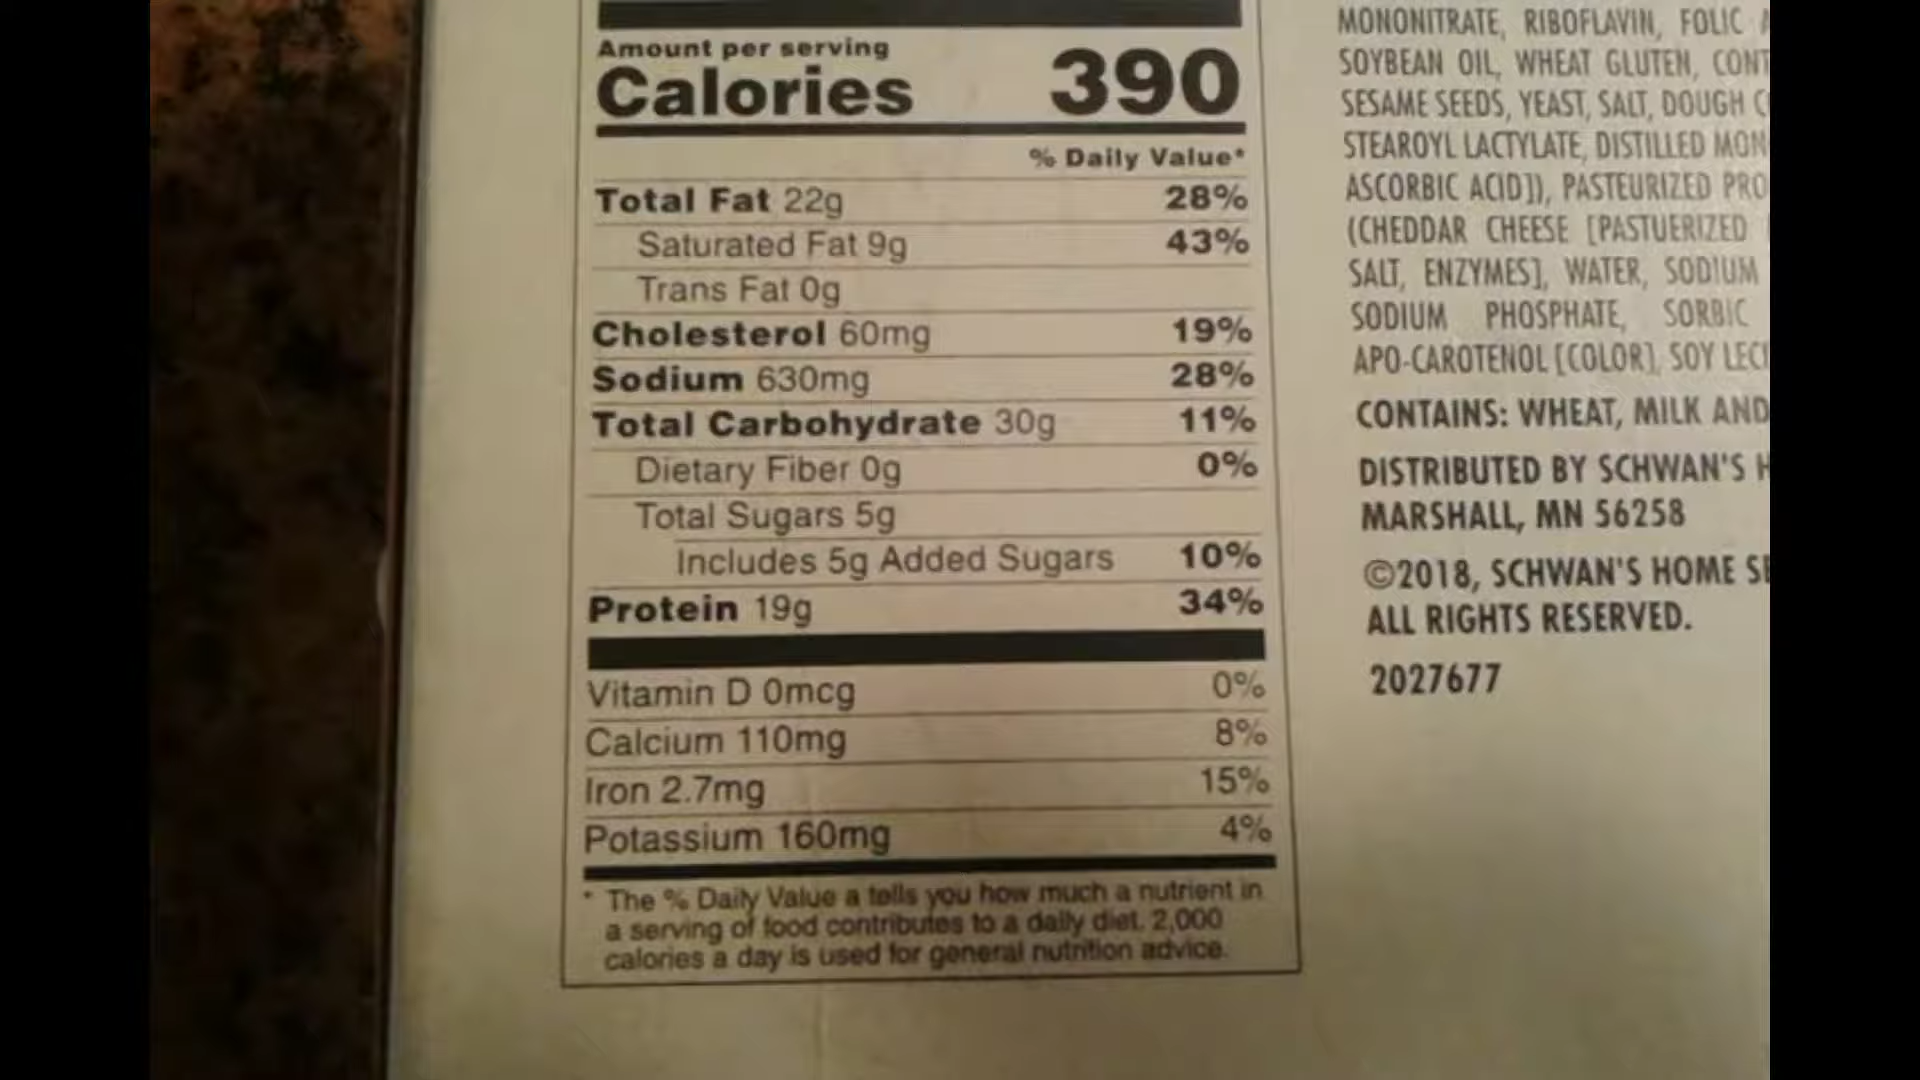 Amount per serving
Calories 390
% Daily Value*
Total Fat 22g 28%
Saturated Fat 9g 43%
Trans Fat 0g
Cholesterol 60mg 19%
Sodium 630mg 28%
Total Carbohydrate 30g 11%
Dietary Fiber 0g 0%
Total Sugars 5g
Includes 5g Added Sugars 10%
Protein 19g 34%
Vitamin D 0mcg 0%
Calcium 110mg 8%
Iron 2.7mg 15%
Potassium 160mg 4%
* The % Daily Value a tells you how much a nutrient in
a serving of food contributes to a daily diet. 2,000
calories a day is used for general nutrition advice.
MONONITRATE, RIBOFLAVIN, FOLIC
SOYBEAN OIL, WHEAT GLUTEN,
SESAME SEEDS, YEAST, SALT, DOUGH
STEAROYL LACTYLATE, DISTILLED
ASCORBIC ACID]), PASTEURIZED
(CHEDDAR CHEESE [PASTUERIZED
SALT, ENZYMES], WATER, SODIUM
SODIUM PHOSPHATE, SORBIC
APO-CAROTENOL [COLOR], SOY
CONTAINS: WHEAT, MILK AND
DISTRIBUTED BY SCHWAN'S
MARSHALL, MN 56258
©2018, SCHWAN'S HOME
ALL RIGHTS RESERVED.
2027677